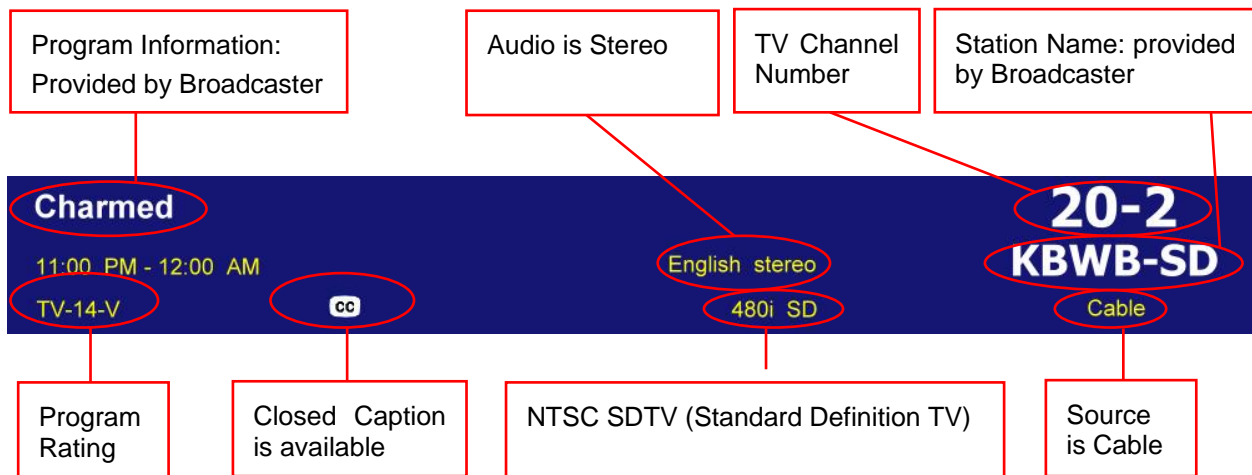 Program Information:
Provided by Broadcaster
Audio is Stereo
TV Channel
Number
Station Name: provided
by Broadcaster
Charmed
20-2
11:00 PM - 12:00 AM
English stereo
KBWB-SD
TV-14-V
cc
480i SD
Cable
Program
Rating
Closed Caption
is available
NTSC SDTV (Standard Definition TV)
Source
is Cable